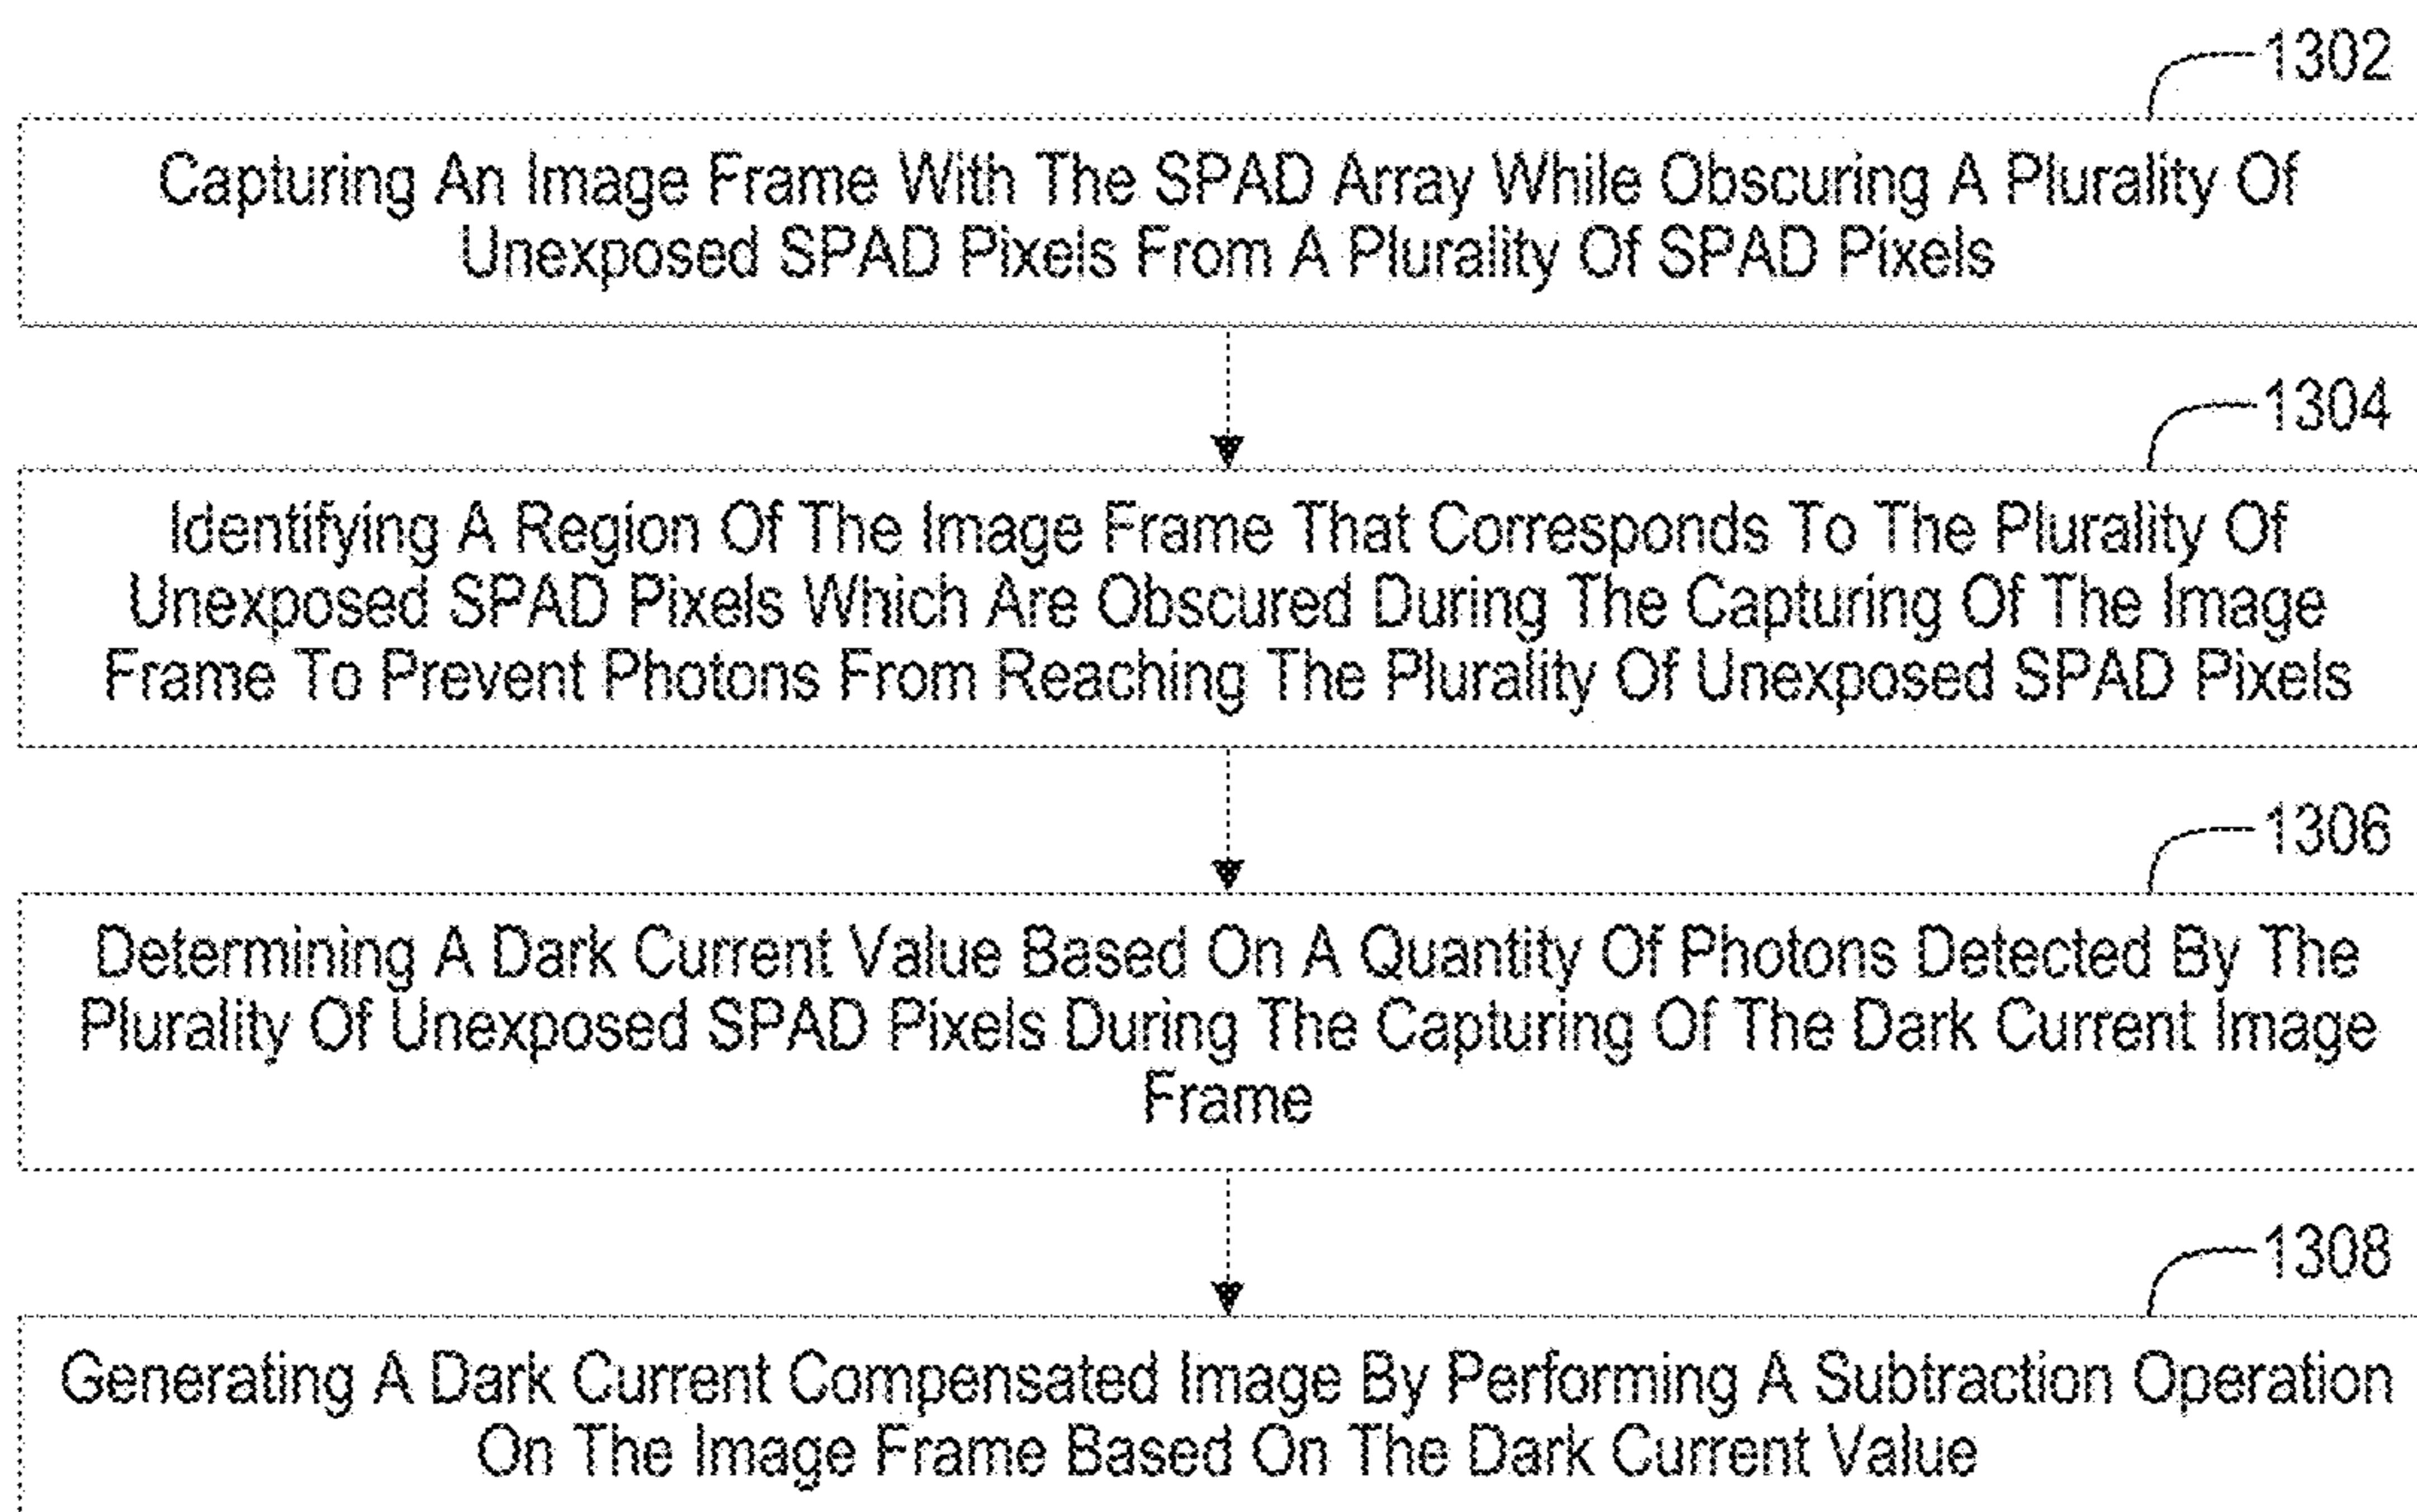 1302
Capturing An Image Frame With The SPAD Array While Obscuring A Plurality Of
Unexposed SPAD Pixels From A Plurality Of SPAD Pixels
1304
Identifying A Region Of The Image Frame That Corresponds To The Plurality Of
Unexposed SPAD Pixels Which Are Obscured During The Capturing Of The Image
Frame To Prevent Photons From Reaching The Plurality Of Unexposed SPAD Pixels
1306
Determining A Dark Current Value Based On A Quantity Of Photons Detected By The
Plurality Of Unexposed SPAD Pixels During The Capturing Of The Dark Current Image
Frame
1308
Generating A Dark Current Compensated Image By Performing A Subtraction Operation
On The Image Frame Based On The Dark Current Value